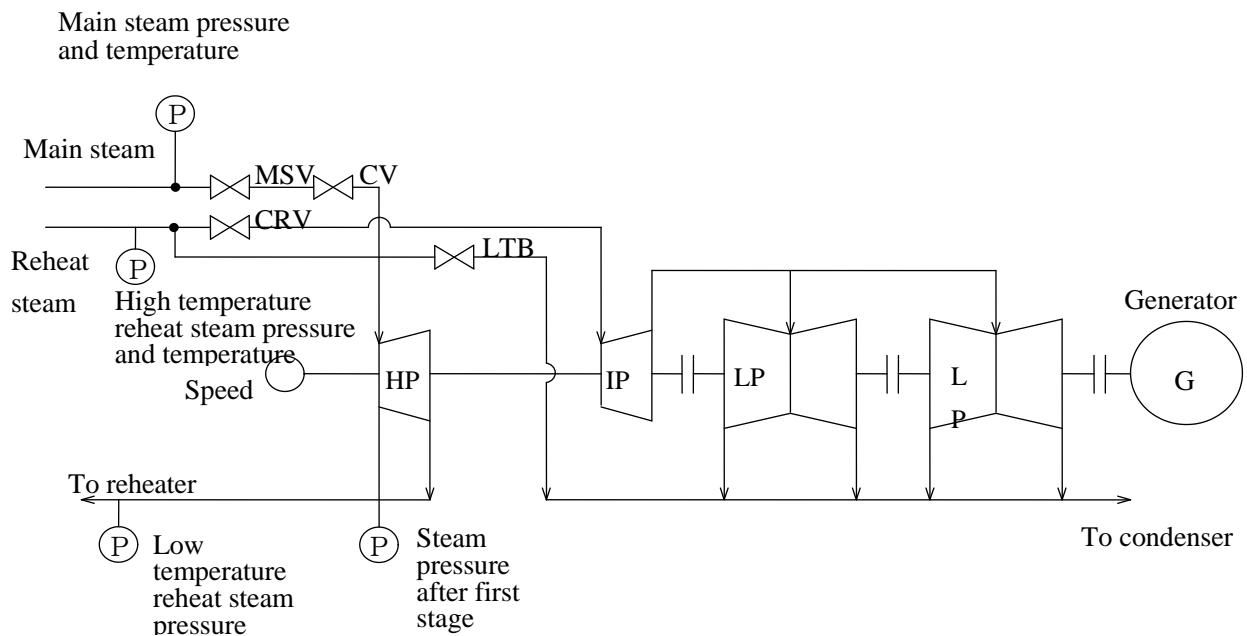 Main steam pressure
and temperature
P
Main steam
MSV
CV
CRV
LTB
Reheat
steam
P
High temperature
reheat steam pressure
and temperature
Speed
HP
IP
LP
L
P
Generator
G
To reheater
To condenser
P
Low
temperature
reheat steam
pressure
P
Steam
pressure
after first
stage